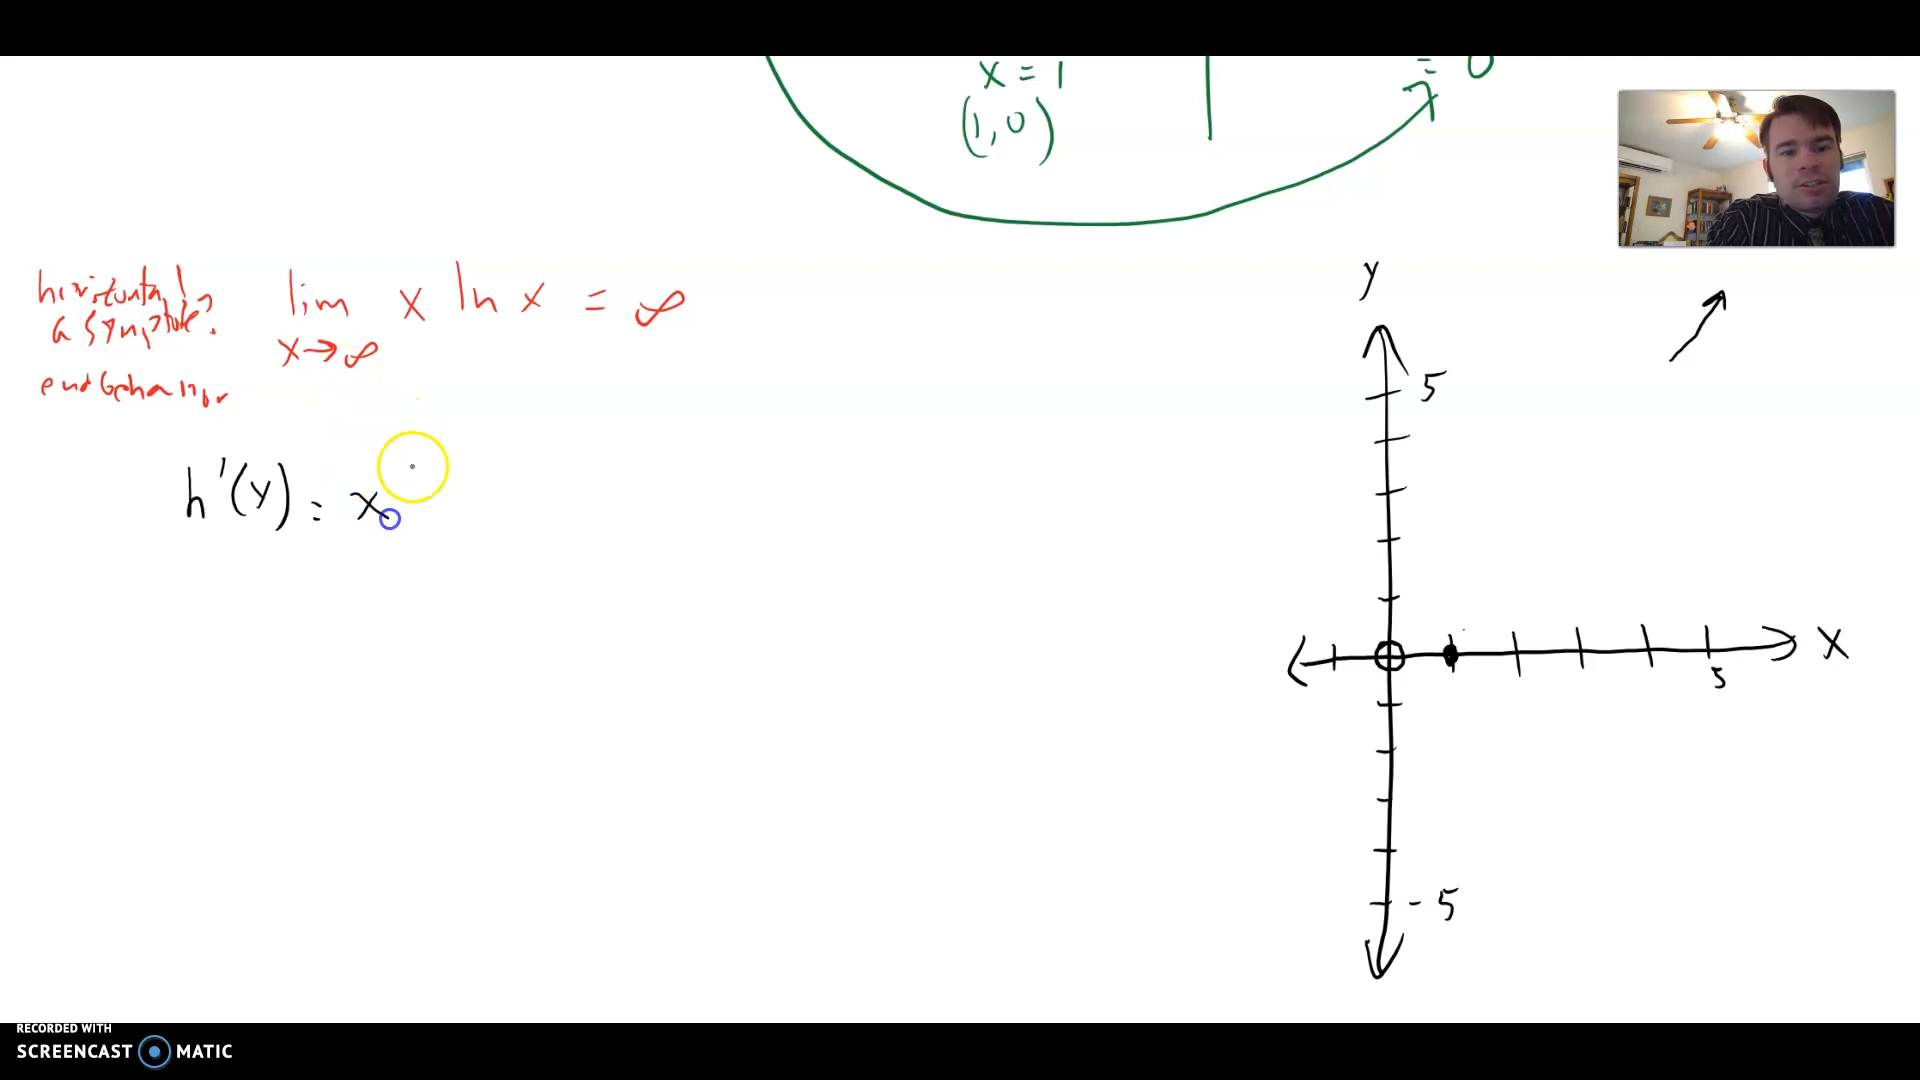 x = 1
= 0
(1, 0)
horizontal
asymptote?
lim x ln x = ∞
x→∞
end behavior
h'(y) = x
y
5
x
5
-5
RECORDED WITH
SCREENCAST MATIC